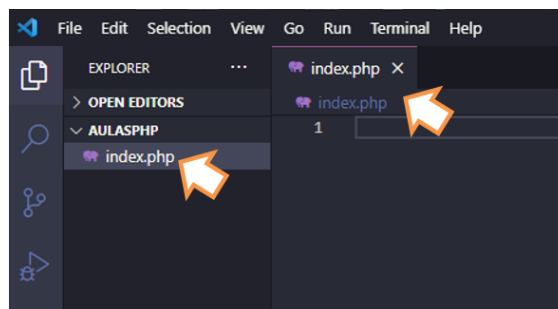 File Edit Selection View Go Run Terminal Help
EXPLORER ...
index.php ×
> OPEN EDITORS
index.php
AULASPHP
1
index.php